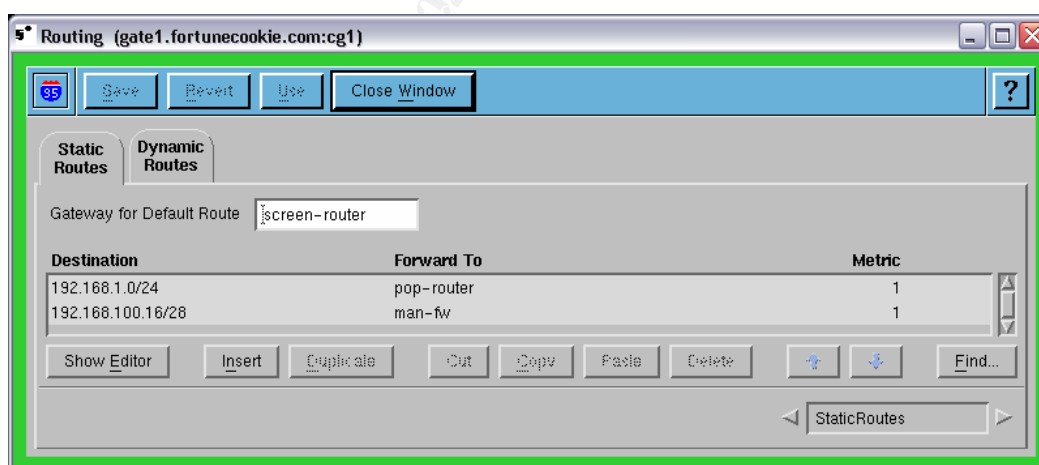 Routing (gate1.fortunecookie.com:cg1)
95 Save Revert Use Close Window ?
Static Routes Dynamic Routes
Gateway for Default Route screen-router
Destination Forward To Metric
192.168.1.0/24 pop-router 1
192.168.100.16/28 man-fw 1
Show Editor Insert Duplicate Cut Copy Paste Delete Find...
StaticRoutes